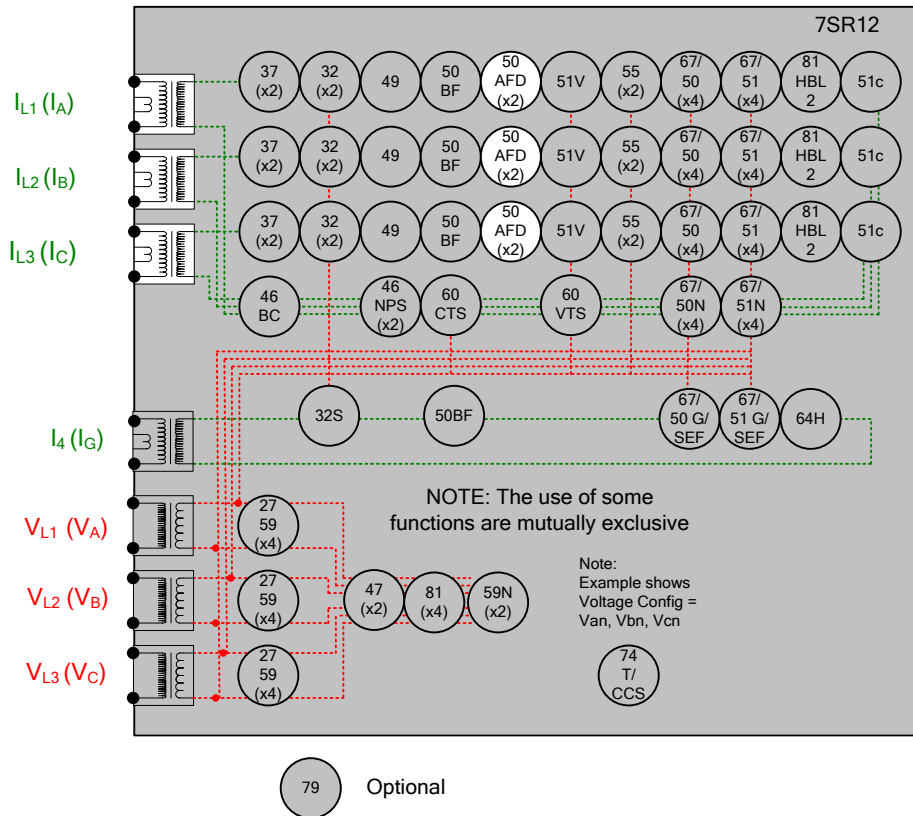 7SR12
IL1 (IA)
37 (x2)
32 (x2)
49
50 BF
50 AFD (x2)
51V
55 (x2)
67/ 50 (x4)
67/ 51 (x4)
81 HBL 2
51c
IL2 (IB)
37 (x2)
32 (x2)
49
50 BF
50 AFD (x2)
51V
55 (x2)
67/ 50 (x4)
67/ 51 (x4)
81 HBL 2
51c
IL3 (IC)
37 (x2)
32 (x2)
49
50 BF
50 AFD (x2)
51V
55 (x2)
67/ 50 (x4)
67/ 51 (x4)
81 HBL 2
51c
46 BC
46 NPS (x2)
60 CTS
60 VTS
67/ 50N (x4)
67/ 51N (x4)
I4 (IG)
32S
50BF
67/ 50 G/ SEF
67/ 51 G/ SEF
64H
VL1 (VA)
27 59 (x4)
NOTE: The use of some
functions are mutually exclusive
VL2 (VB)
27 59 (x4)
47 (x2)
81 (x4)
59N (x2)
Note:
Example shows
Voltage Config =
Van, Vbn, Vcn
VL3 (VC)
27 59 (x4)
74 T/ CCS
79
Optional